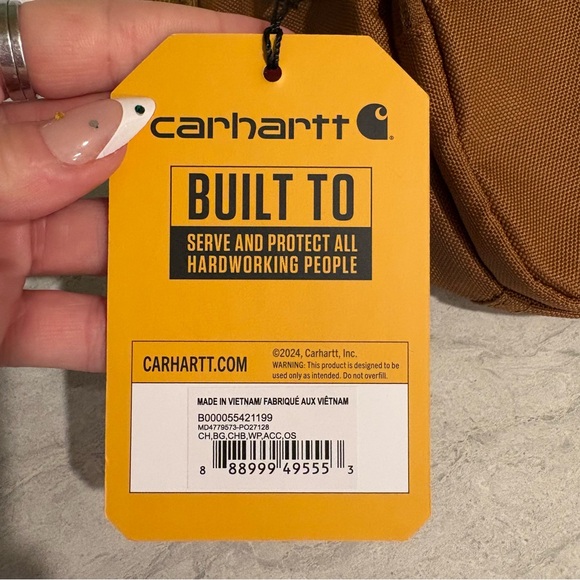 carhartt
BUILT TO
SERVE AND PROTECT ALL
HARDWORKING PEOPLE
CARHARTT.COM
©2024, Carhartt, Inc.
WARNING: This product is designed to be
used only as intended. Do not overfill.
MADE IN VIETNAM/ FABRIQUÉ AUX VIÊTNAM
B000055421199
MD4779573-PO27128
CH,BG,CHB,WP,ACC,OS
8 88999 49555 3